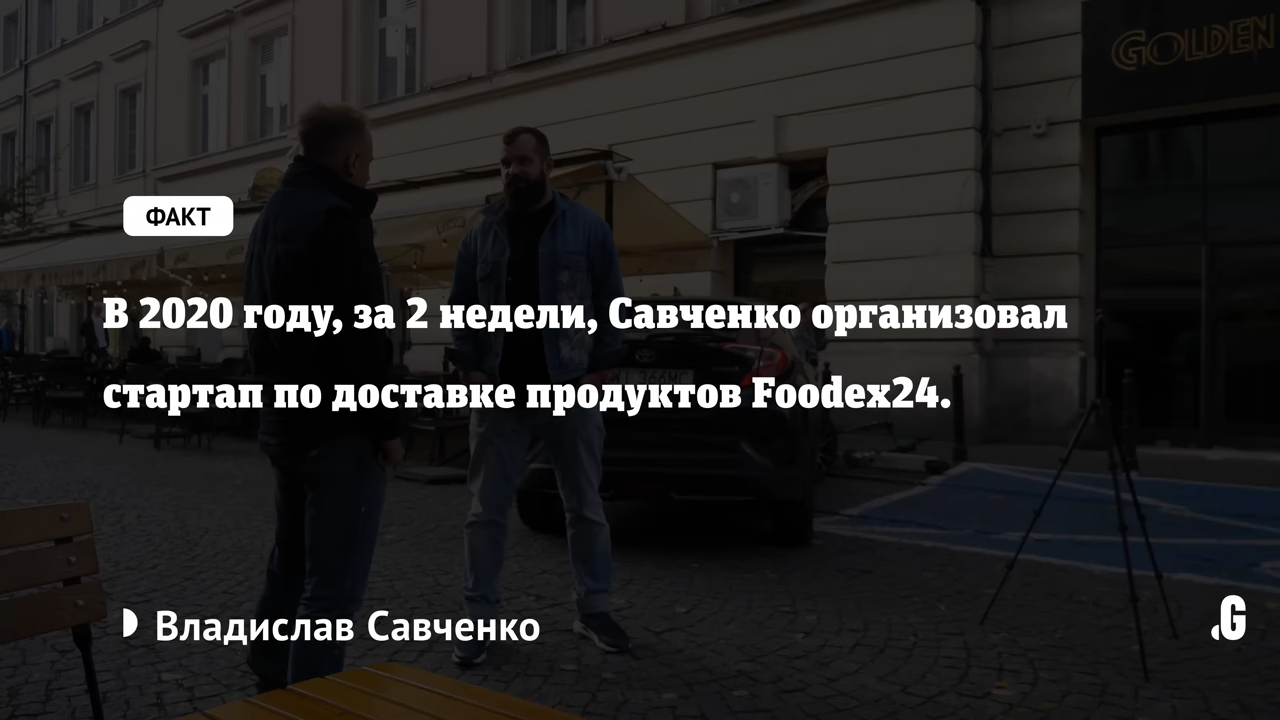 GOLDEN
ФАКТ
В 2020 году, за 2 недели, Савченко организовал
стартап по доставке продуктов Foodex24.
Владислав Савченко
.G